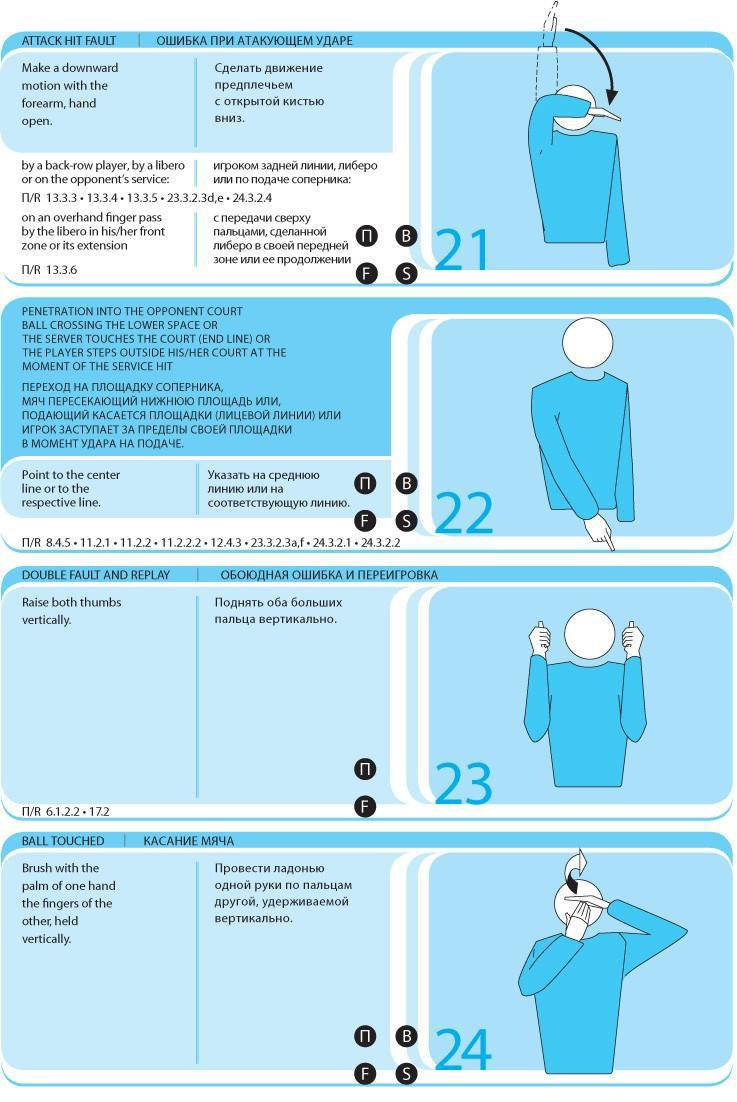 ATTACK HIT FAULT | ОШИБКА ПРИ АТАКУЮЩЕМ УДАРЕ
Make a downward
motion with the
forearm, hand
open.
Сделать движение
предплечьем
с открытой кистью
вниз.
by a back-row player, by a libero
or on the opponent's service:
игроком задней линии, либеро
или по подаче соперника:
П/R 13.3.3 • 13.3.4 • 13.3.5 • 23.3.2.3d,e • 24.3.2.4
on an overhand finger pass
by the libero in his/her front
zone or its extension
с передачи сверху
пальцами, сделанной
либеро в своей передней
зоне или ее продолжении
П/R 13.3.6
П В
F S
21
PENETRATION INTO THE OPPONENT COURT
BALL CROSSING THE LOWER SPACE OR
THE SERVER TOUCHES THE COURT (END LINE) OR
THE PLAYER STEPS OUTSIDE HIS/HER COURT AT THE
MOMENT OF THE SERVICE HIT
ПЕРЕХОД НА ПЛОЩАДКУ СОПЕРНИКА,
МЯЧ ПЕРЕСЕКАЮЩИЙ НИЖНЮЮ ПЛОЩАДЬ ИЛИ,
ПОДАЮЩИЙ КАСАЕТСЯ ПЛОЩАДКИ (ЛИЦЕВОЙ ЛИНИИ) ИЛИ
ИГРОК ЗАСТУПАЕТ ЗА ПРЕДЕЛЫ СВОЕЙ ПЛОЩАДКИ
В МОМЕНТ УДАРА НА ПОДАЧЕ.
Point to the center
line or to the
respective line.
Указать на среднюю
линию или на
соответствующую линию.
П В
F S
22
П/R 8.4.5 • 11.2.1 • 11.2.2 • 11.2.2.2 • 12.4.3 • 23.3.2.3a,f • 24.3.2.1 • 24.3.2.2
DOUBLE FAULT AND REPLAY | ОБОЮДНАЯ ОШИБКА И ПЕРЕИГРОВКА
Raise both thumbs
vertically.
Поднять оба больших
пальца вертикально.
П
F
23
П/R 6.1.2.2 • 17.2
BALL TOUCHED | КАСАНИЕ МЯЧА
Brush with the
palm of one hand
the fingers of the
other, held
vertically.
Провести ладонью
одной руки по пальцам
другой, удерживаемой
вертикально.
П В
F S
24